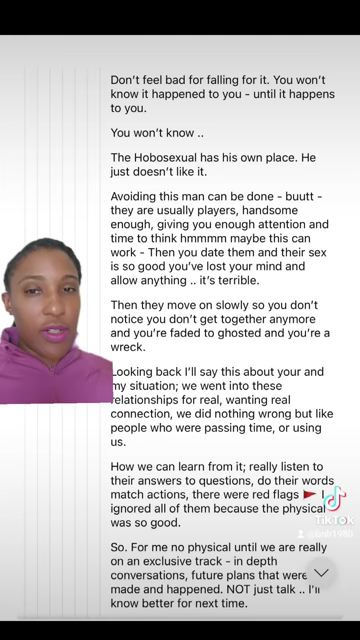 Don't feel bad for falling for it. You won't
know it happened to you - until it happens
to you.
You won't know ..
The Hobosexual has his own place. He
just doesn't like it.
Avoiding this man can be done - buutt -
they are usually players, handsome
enough, giving you enough attention and
time to think hmmmm maybe this can
work - Then you date them and their sex
is so good you've lost your mind and
allow anything .. it's terrible.
Then they move on slowly so you don't
notice you don't get together anymore
and you're faded to ghosted and you're a
wreck.
Looking back I'll say this about your and
my situation; we went into these
relationships for real, wanting real
connection, we did nothing wrong but like
people who were passing time, or using
us.
How we can learn from it; really listen to
their answers to questions, do their words
match actions, there were red flags 🚩 I
ignored all of them because the physical
was so good.
So. For me no physical until we are really
on an exclusive track - in depth
conversations, future plans that were
made and happened. NOT just talk .. I'll
know better for next time.
TikTok